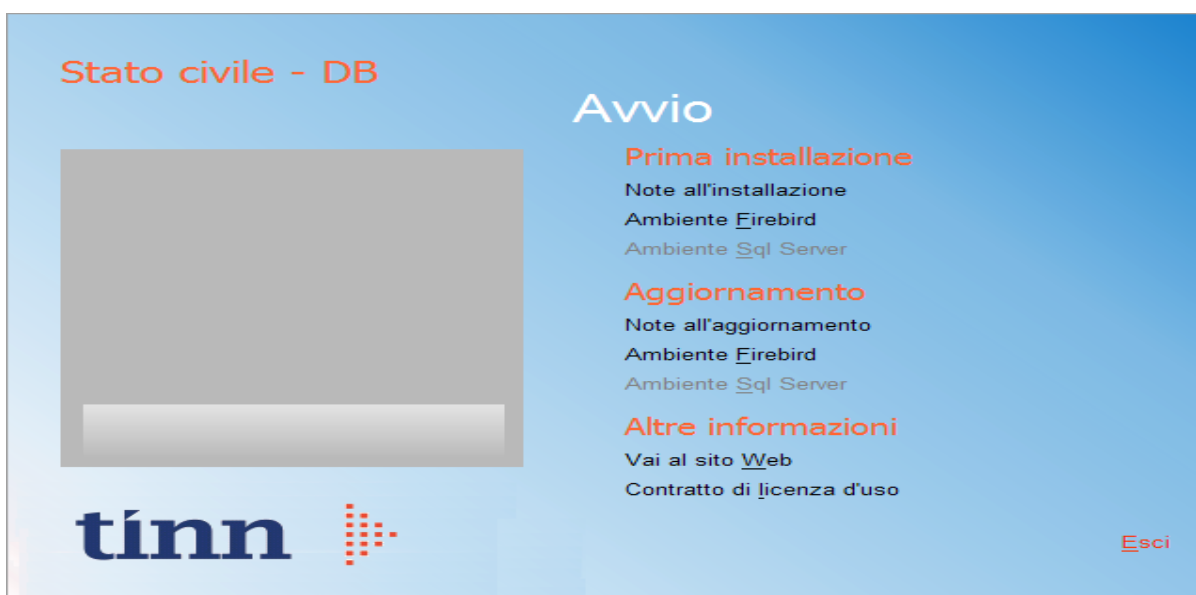 Stato civile - DB
Avvio
Prima installazione
Note all'installazione
Ambiente Firebird
Ambiente Sql Server
Aggiornamento
Note all'aggiornamento
Ambiente Firebird
Ambiente Sql Server
Altre informazioni
Vai al sito Web
Contratto di licenza d'uso
tinn
Esci